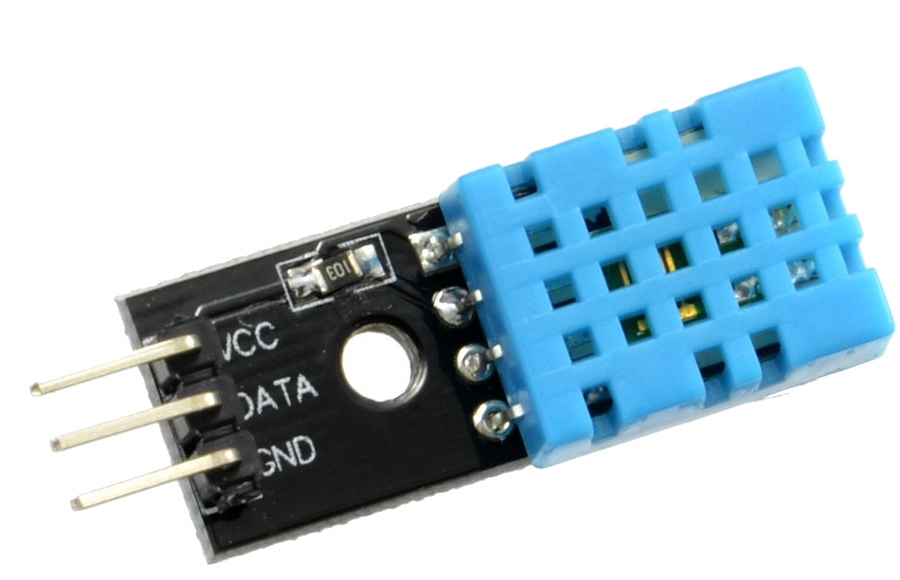 103
VCC
DATA
GND